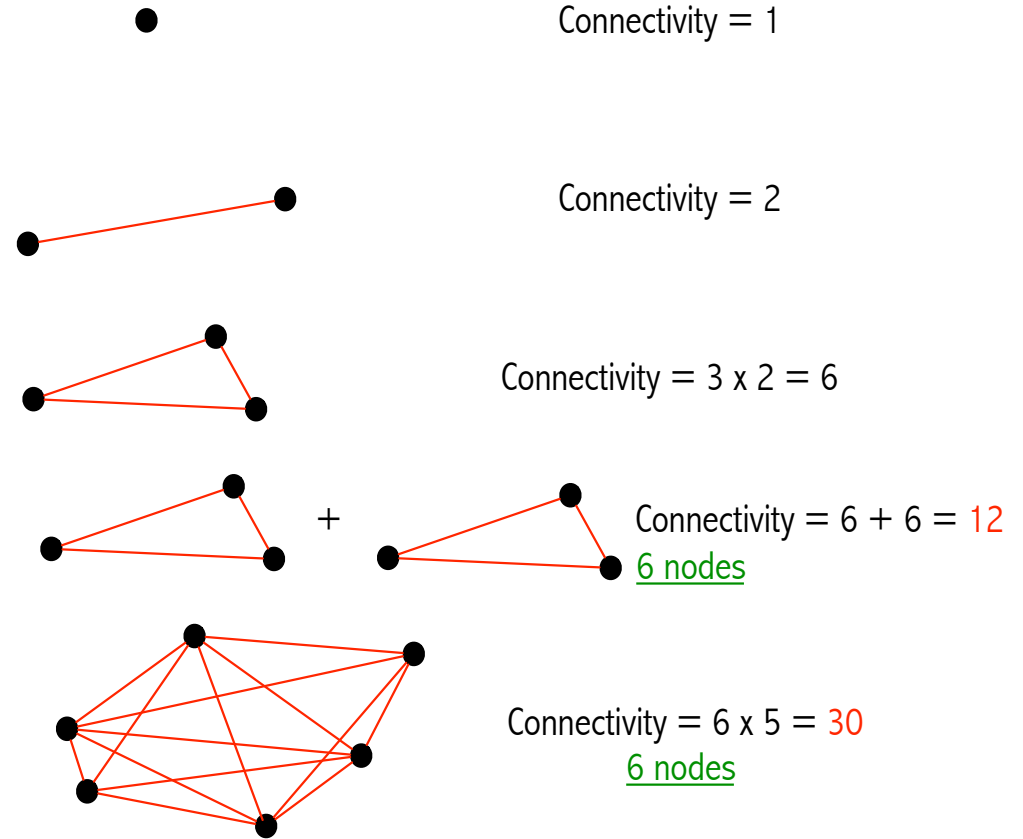 Connectivity = 1
Connectivity = 2
Connectivity = 3 x 2 = 6
+
Connectivity = 6 + 6 = 12
6 nodes
Connectivity = 6 x 5 = 30
6 nodes